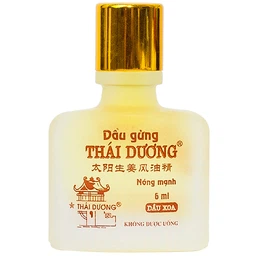 Dầu gừng
THÁI DƯƠNG®
太阳生姜风油精
Nóng mạnh
6 ml
DẦU XOA
★ THÁI DƯƠNG®
KHÔNG ĐƯỢC UỐNG